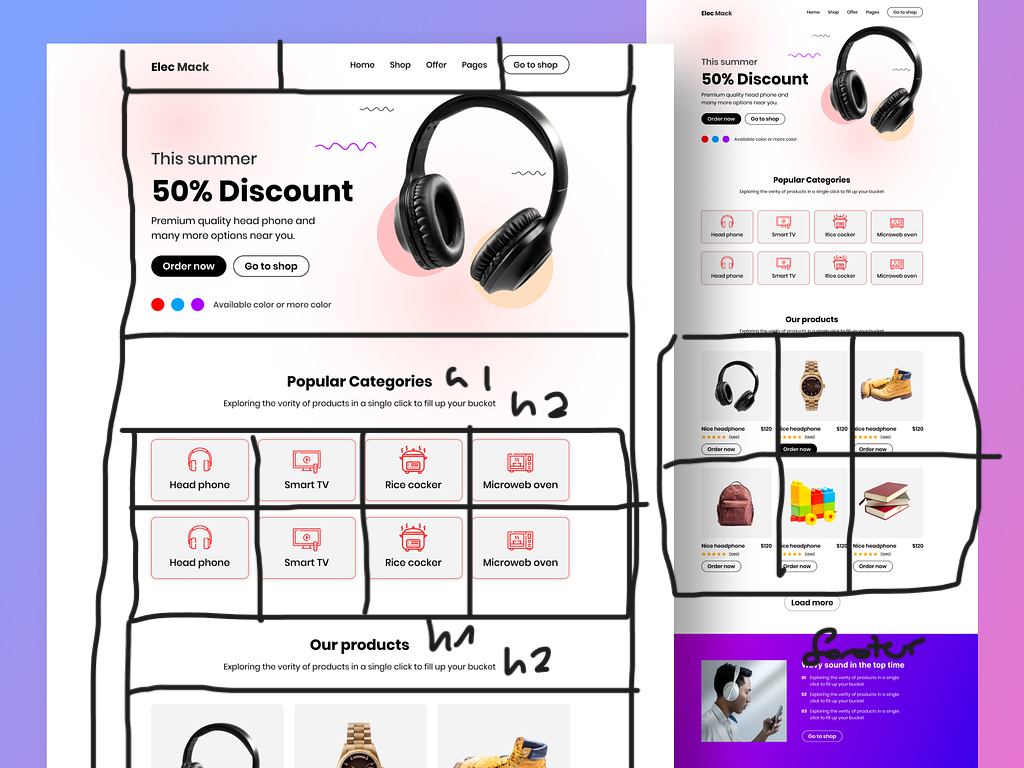 Elec Mack
Home Shop Offer Pages Go to shop
This summer
50% Discount
Premium quality head phone and
many more options near you.
Order now Go to shop
Available color or more color
Popular Categories h1
Exploring the verity of products in a single click to fill up your bucket h2
Head phone Smart TV Rice cocker Microweb oven
Head phone Smart TV Rice cocker Microweb oven
Our products h1
Exploring the verity of products in a single click to fill up your bucket h2
Elec Mack
Home Shop Offer Pages Go to shop
This summer
50% Discount
Premium quality head phone and
many more options near you.
Order now Go to shop
Available color or more color
Popular Categories
Exploring the verity of products in a single click to fill up your bucket
Head phone Smart TV Rice cocker Microweb oven
Head phone Smart TV Rice cocker Microweb oven
Our products
Exploring the verity of products in a single click to fill up your bucket
Nice headphone $120 headphone $120 Nice headphone $120
Order now Order now Order now
Nice headphone $120 headphone $120 Nice headphone $120
Order now Order now Order now
Load more
footer
Wavy sound in the top time
01 Exploring the verity of products in a single
click to fill up your bucket
02 Exploring the verity of products in a single
click to fill up your bucket
03 Exploring the verity of products in a single
click to fill up your bucket
Go to shop